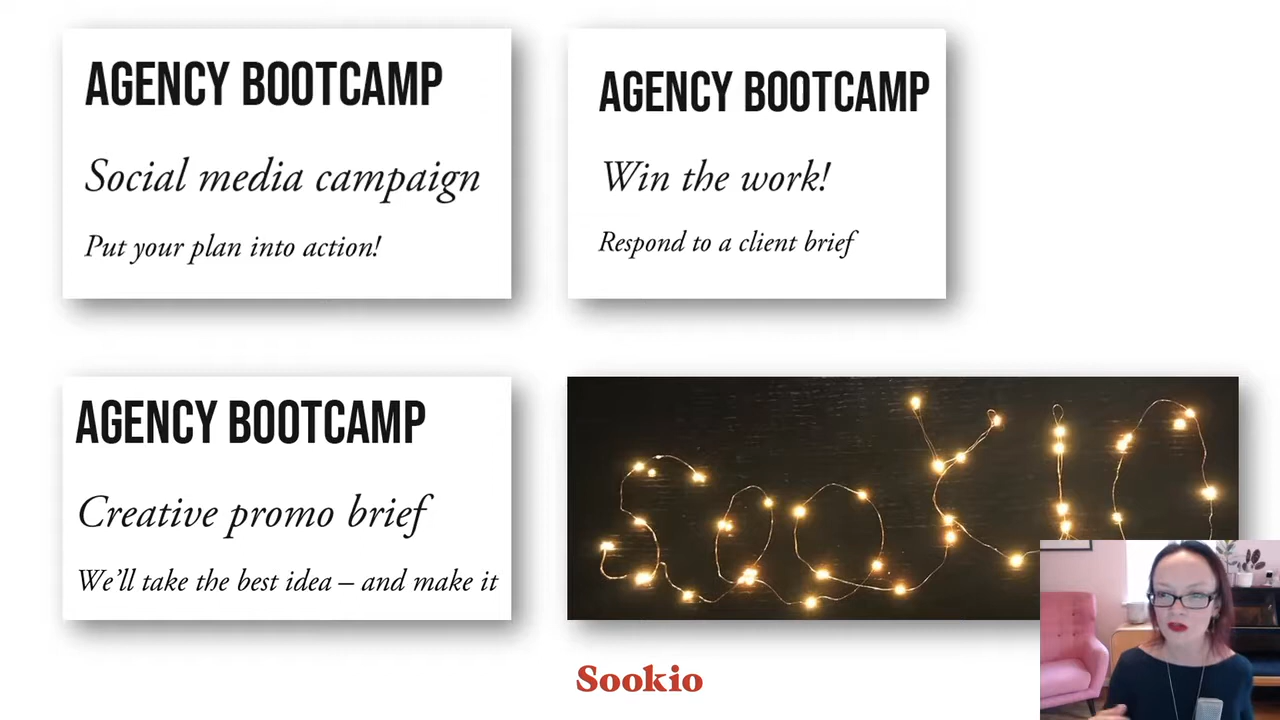 AGENCY BOOTCAMP
Social media campaign
Put your plan into action!
AGENCY BOOTCAMP
Win the work!
Respond to a client brief
AGENCY BOOTCAMP
Creative promo brief
We’ll take the best idea – and make it
Sookio
Sookio